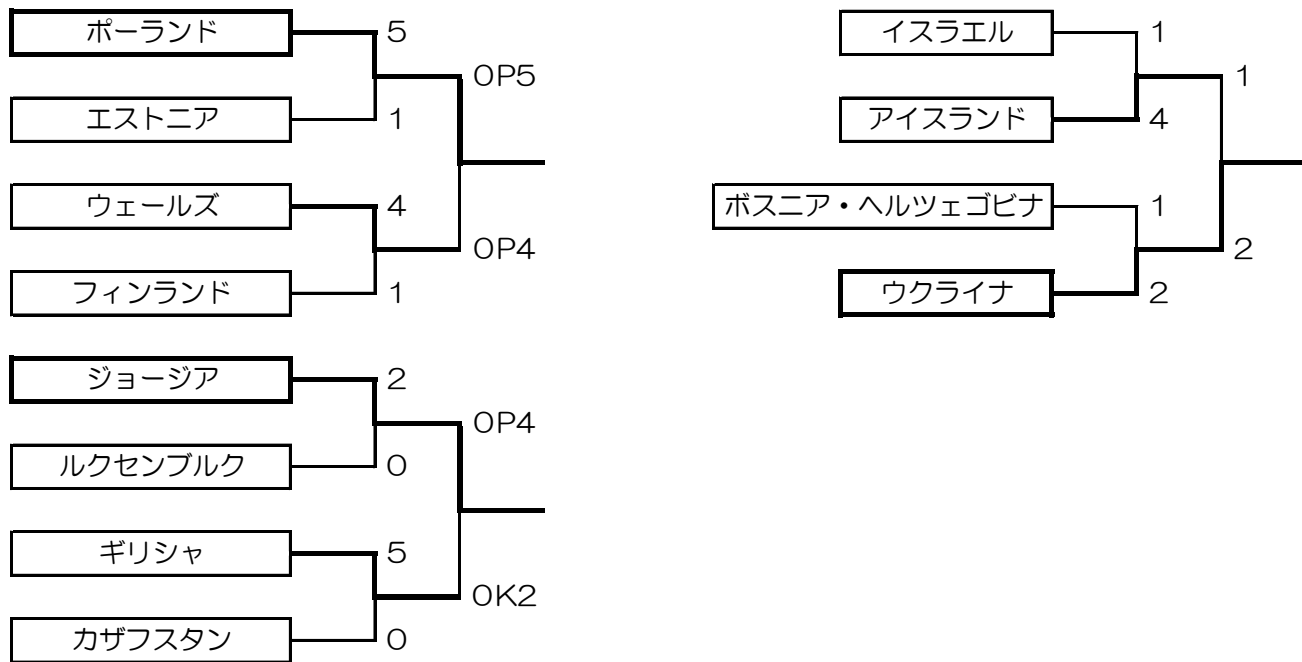 ポーランド
5
0P5
エストニア
1
ウェールズ
4
0P4
フィンランド
1
ジョージア
2
0P4
ルクセンブルク
0
ギリシャ
5
0K2
カザフスタン
0
イスラエル
1
1
アイスランド
4
ボスニア・ヘルツェゴビナ
1
2
ウクライナ
2